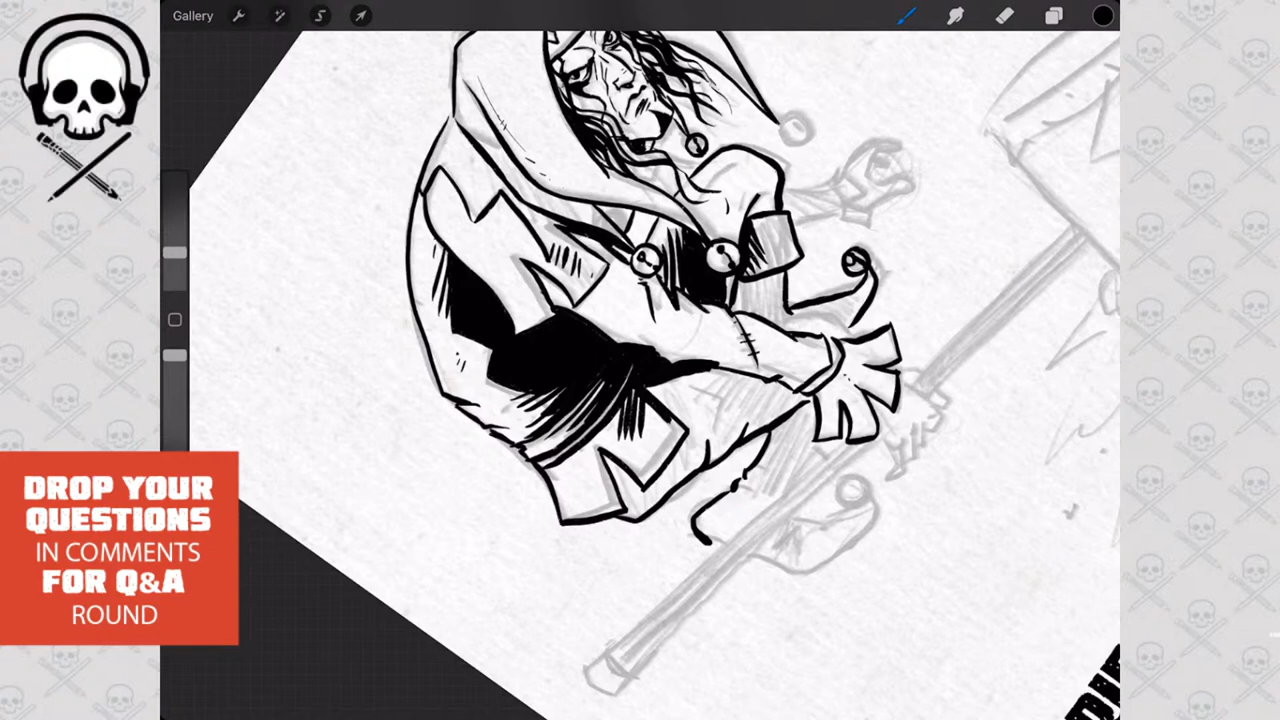 Gallery
DROP YOUR
QUESTIONS
IN COMMENTS
FOR Q&A
ROUND